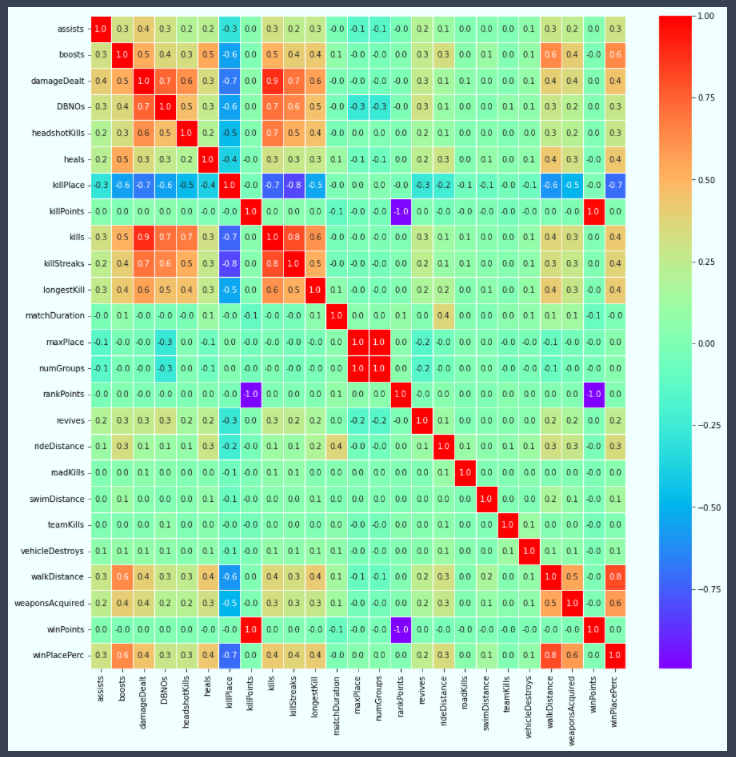 assists 1.0 0.3 0.4 0.3 0.2 0.2 -0.3 0.0 0.3 0.2 0.3 -0.0 -0.1 -0.1 -0.0 0.2 0.1 0.0 0.0 0.0 0.1 0.3 0.2 0.0 0.3
boosts 0.3 1.0 0.5 0.4 0.3 0.5 -0.6 0.0 0.5 0.4 0.4 0.1 -0.0 -0.0 -0.0 0.3 0.3 0.0 0.1 0.0 0.1 0.6 0.4 -0.0 0.6
damageDealt 0.4 0.5 1.0 0.7 0.6 0.3 -0.7 0.0 0.9 0.7 0.6 -0.0 -0.0 -0.0 -0.0 0.3 0.1 0.1 0.0 0.0 0.1 0.4 0.4 0.0 0.4
DBNOs 0.3 0.4 0.7 1.0 0.5 0.3 -0.6 0.0 0.7 0.6 0.5 -0.0 -0.3 -0.3 -0.0 0.3 0.1 0.0 0.0 0.1 0.1 0.3 0.2 0.0 0.3
headshotKills 0.2 0.3 0.6 0.5 1.0 0.2 -0.5 0.0 0.7 0.5 0.4 -0.0 -0.0 -0.0 -0.0 0.2 0.1 0.0 0.0 0.0 0.0 0.3 0.2 0.0 0.3
heals 0.2 0.5 0.3 0.3 0.2 1.0 -0.4 -0.0 0.3 0.3 0.3 0.1 -0.1 -0.1 0.0 0.2 0.3 0.0 0.1 0.0 0.1 0.4 0.3 -0.0 0.4
killPlace -0.3 -0.6 -0.7 -0.6 -0.5 -0.4 1.0 -0.0 -0.7 -0.8 -0.5 -0.0 0.0 0.0 0.0 -0.3 -0.2 -0.1 -0.1 -0.0 -0.1 -0.6 -0.5 -0.0 -0.7
killPoints 0.0 0.0 0.0 0.0 0.0 -0.0 -0.0 1.0 0.0 0.0 0.0 -0.1 0.0 0.0 -1.0 0.0 -0.0 -0.0 -0.0 0.0 0.0 -0.0 0.0 1.0 0.0
kills 0.3 0.5 0.9 0.7 0.7 0.3 -0.7 0.0 1.0 0.8 0.6 -0.0 -0.0 -0.0 -0.0 0.3 0.1 0.1 0.0 0.0 0.1 0.4 0.3 0.0 0.4
killStreaks 0.2 0.4 0.7 0.6 0.5 0.3 -0.8 0.0 0.8 1.0 0.5 -0.0 0.0 0.0 -0.0 0.2 0.1 0.1 0.0 0.0 0.1 0.3 0.3 0.0 0.4
longestKill 0.3 0.4 0.6 0.5 0.4 0.3 -0.5 0.0 0.6 0.5 1.0 0.0 -0.0 -0.0 -0.0 0.2 0.2 0.0 0.1 0.0 0.1 0.4 0.3 -0.0 0.4
matchDuration -0.0 0.1 -0.0 -0.0 -0.0 0.1 -0.0 -0.1 -0.0 -0.0 0.0 1.0 0.0 0.0 0.1 0.0 0.4 0.0 0.0 0.0 0.0 0.1 0.1 -0.1 -0.0
maxPlace -0.1 -0.0 -0.0 -0.3 -0.0 -0.1 0.0 0.0 -0.0 0.0 -0.0 0.0 1.0 1.0 0.0 -0.2 -0.0 0.0 -0.0 -0.0 -0.0 -0.1 -0.0 0.0 0.0
numGroups -0.1 -0.0 -0.0 -0.3 -0.0 -0.1 0.0 0.0 -0.0 0.0 -0.0 0.0 1.0 1.0 0.0 -0.2 -0.0 0.0 -0.0 -0.0 -0.0 -0.1 -0.0 0.0 0.0
rankPoints -0.0 -0.0 -0.0 -0.0 -0.0 0.0 0.0 -1.0 -0.0 -0.0 -0.0 0.1 0.0 0.0 1.0 -0.0 0.0 0.0 0.0 -0.0 -0.0 0.0 0.0 -1.0 0.0
revives 0.2 0.3 0.3 0.3 0.2 0.2 -0.3 0.0 0.3 0.2 0.2 0.0 -0.2 -0.2 -0.0 1.0 0.1 0.0 0.0 0.0 0.0 0.3 0.2 0.0 0.2
rideDistance 0.1 0.3 0.1 0.1 0.1 0.3 -0.2 -0.0 0.1 0.1 0.2 0.4 -0.0 -0.0 0.0 0.1 1.0 0.1 0.0 0.1 0.1 0.3 0.3 -0.0 0.3
roadKills 0.0 0.0 0.1 0.0 0.0 0.0 -0.1 -0.0 0.1 0.1 0.0 0.0 0.0 0.0 0.0 0.0 0.1 1.0 0.0 0.0 0.0 0.0 0.0 -0.0 0.0
swimDistance 0.0 0.1 0.0 0.0 0.0 0.1 -0.1 -0.0 0.0 0.0 0.1 0.0 -0.0 -0.0 0.0 0.0 0.0 0.0 1.0 0.0 0.0 0.2 0.1 -0.0 0.1
teamKills 0.0 0.0 0.0 0.1 0.0 0.0 -0.0 0.0 0.0 0.0 0.0 0.0 -0.0 -0.0 -0.0 0.0 0.1 0.0 0.0 1.0 0.1 0.0 0.0 -0.0 -0.0
vehicleDestroys 0.1 0.1 0.1 0.1 0.0 0.1 -0.1 0.0 0.1 0.1 0.1 0.0 -0.0 -0.0 -0.0 0.0 0.1 0.0 0.0 0.1 1.0 0.1 0.1 -0.0 0.1
walkDistance 0.3 0.6 0.4 0.3 0.3 0.4 -0.6 -0.0 0.4 0.3 0.4 0.1 -0.1 -0.1 0.0 0.3 0.3 0.0 0.2 0.0 0.1 1.0 0.5 -0.0 0.8
weaponsAcquired 0.2 0.4 0.4 0.2 0.2 0.3 -0.5 0.0 0.3 0.3 0.3 0.1 -0.0 -0.0 0.0 0.2 0.3 0.0 0.1 0.0 0.1 0.5 1.0 -0.0 0.6
winPoints 0.0 -0.0 0.0 0.0 0.0 -0.0 -0.0 1.0 0.0 0.0 -0.0 -0.1 0.0 0.0 -1.0 0.0 -0.0 -0.0 -0.0 -0.0 -0.0 -0.0 -0.0 1.0 0.0
winPlacePerc 0.3 0.6 0.4 0.3 0.3 0.4 -0.7 0.0 0.4 0.4 0.4 -0.0 0.0 0.0 0.0 0.2 0.3 0.0 0.1 -0.0 0.1 0.8 0.6 0.0 1.0
assists boosts damageDealt DBNOs headshotKills heals killPlace killPoints kills killStreaks longestKill matchDuration maxPlace numGroups rankPoints revives rideDistance roadKills swimDistance teamKills vehicleDestroys walkDistance weaponsAcquired winPoints winPlacePerc
1.00
0.75
0.50
0.25
0.00
−0.25
−0.50
−0.75